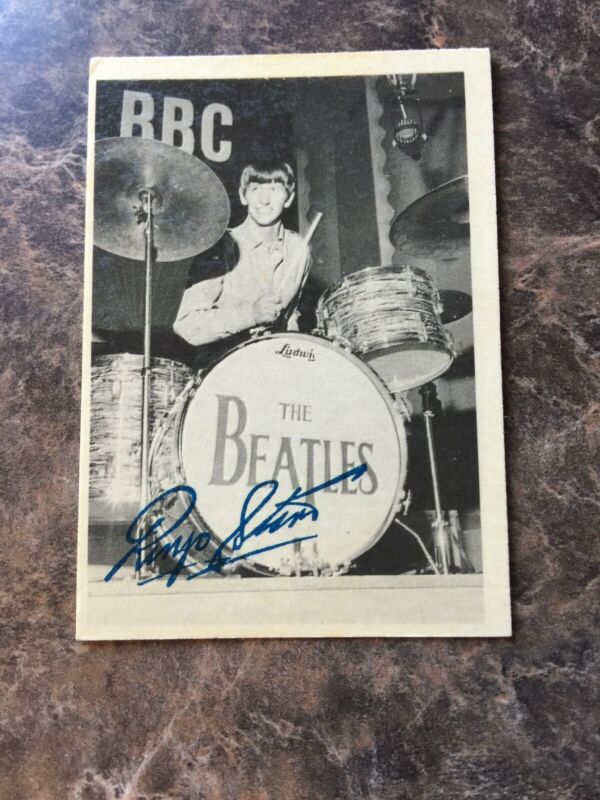 BBC
Ludwig
THE
BEATLES
Ringo Starr